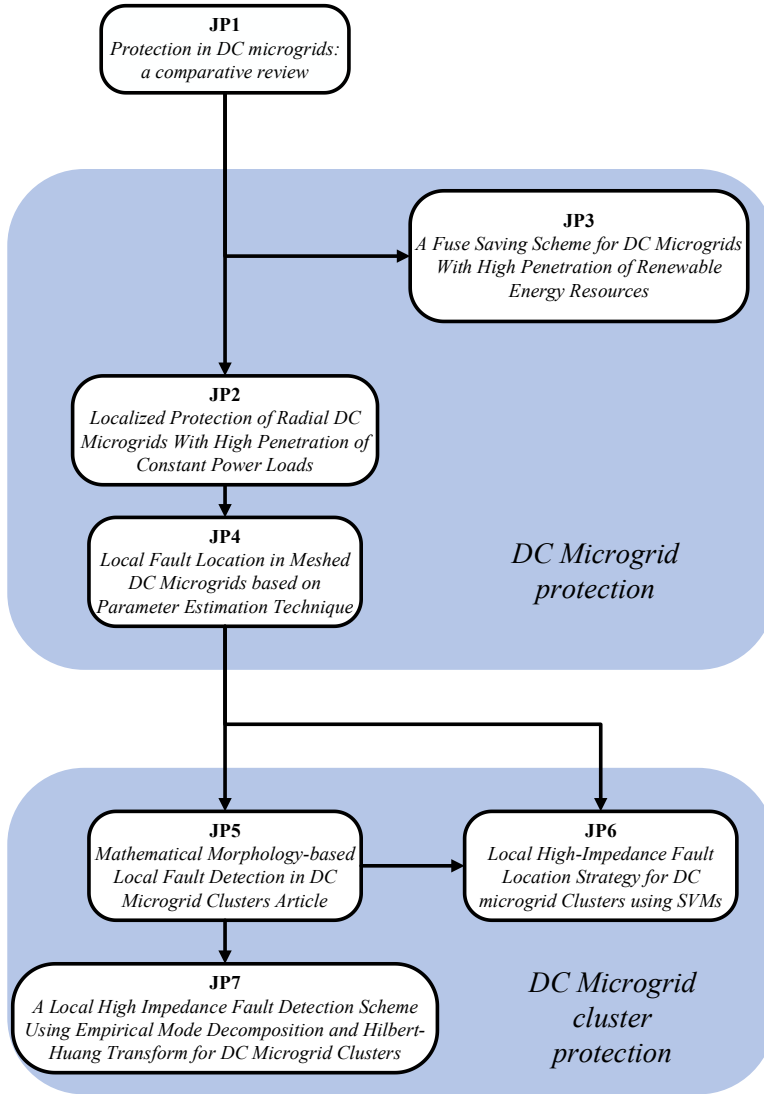 JP1
Protection in DC microgrids:
a comparative review
JP3
A Fuse Saving Scheme for DC Microgrids
With High Penetration of Renewable
Energy Resources
JP2
Localized Protection of Radial DC
Microgrids With High Penetration of
Constant Power Loads
JP4
Local Fault Location in Meshed
DC Microgrids based on
Parameter Estimation Technique
DC Microgrid
protection
JP5
Mathematical Morphology-based
Local Fault Detection in DC
Microgrid Clusters Article
JP6
Local High-Impedance Fault
Location Strategy for DC
microgrid Clusters using SVMs
JP7
A Local High Impedance Fault Detection Scheme
Using Empirical Mode Decomposition and Hilbert-
Huang Transform for DC Microgrid Clusters
DC Microgrid
cluster
protection